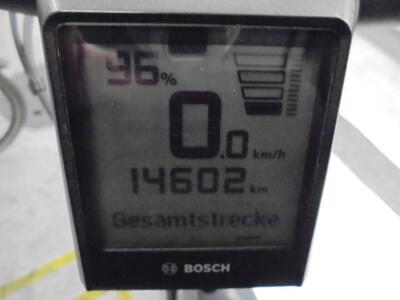 96%
0.0 km/h
14602 km
Gesamtstrecke
BOSCH